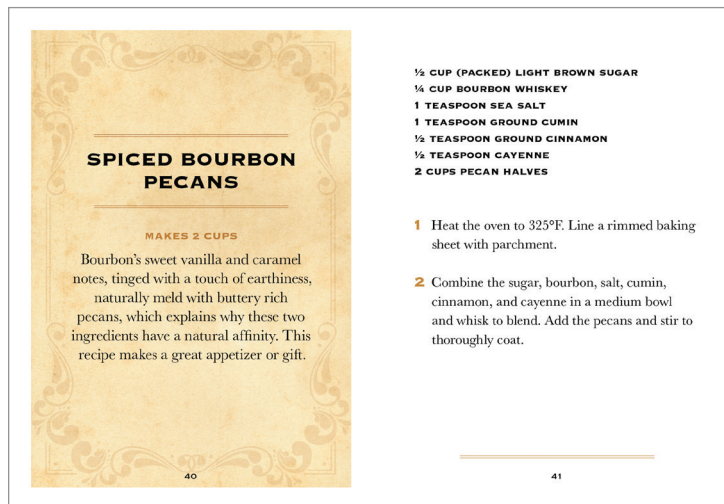 SPICED BOURBON
PECANS
MAKES 2 CUPS
Bourbon’s sweet vanilla and caramel
notes, tinged with a touch of earthiness,
naturally meld with buttery rich
pecans, which explains why these two
ingredients have a natural affinity. This
recipe makes a great appetizer or gift.
40
½ CUP (PACKED) LIGHT BROWN SUGAR
¼ CUP BOURBON WHISKEY
1 TEASPOON SEA SALT
1 TEASPOON GROUND CUMIN
½ TEASPOON GROUND CINNAMON
½ TEASPOON CAYENNE
2 CUPS PECAN HALVES
1 Heat the oven to 325°F. Line a rimmed baking
sheet with parchment.
2 Combine the sugar, bourbon, salt, cumin,
cinnamon, and cayenne in a medium bowl
and whisk to blend. Add the pecans and stir to
thoroughly coat.
41